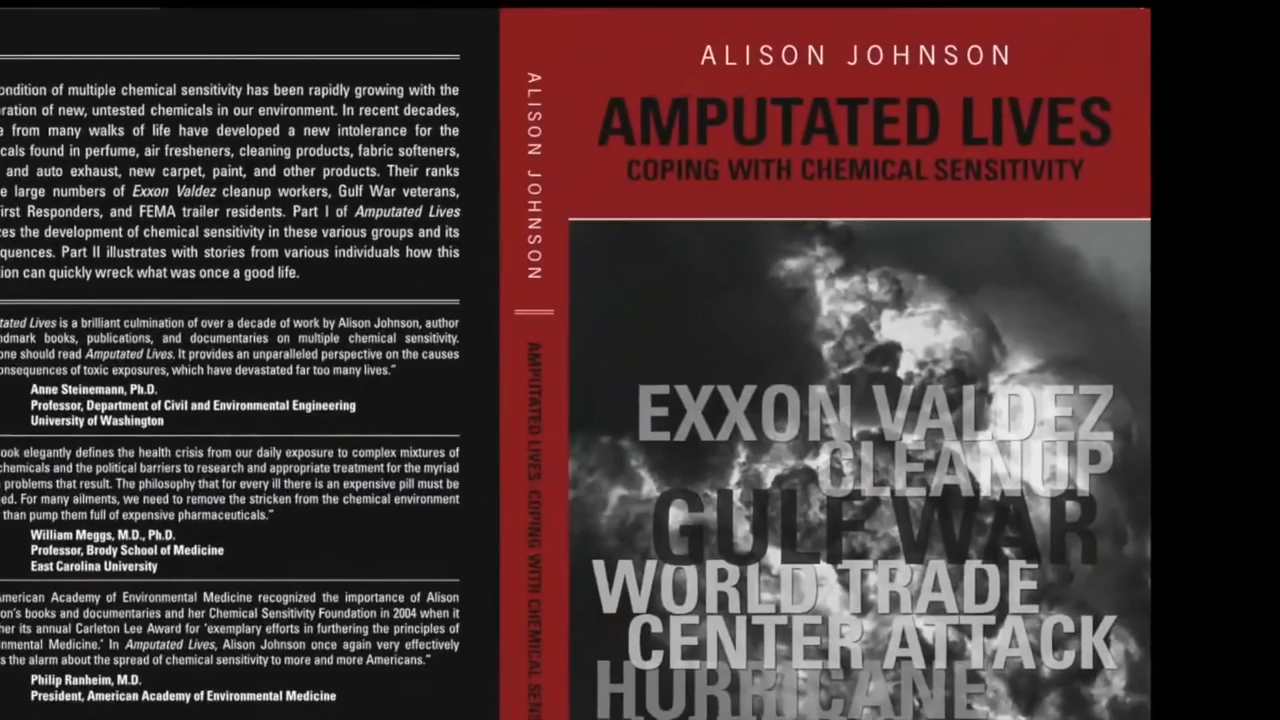 ondition of multiple chemical sensitivity has been rapidly growing with the
ration of new, untested chemicals in our environment. In recent decades,
e from many walks of life have developed a new intolerance for the
cals found in perfume, air fresheners, cleaning products, fabric softeners,
and auto exhaust, new carpet, paint, and other products. Their ranks
e large numbers of Exxon Valdez cleanup workers, Gulf War veterans,
irst Responders, and FEMA trailer residents. Part I of Amputated Lives
zes the development of chemical sensitivity in these various groups and its
quences. Part II illustrates with stories from various individuals how this
ion can quickly wreck what was once a good life.
tated Lives is a brilliant culmination of over a decade of work by Alison Johnson, author
ndmark books, publications, and documentaries on multiple chemical sensitivity.
one should read Amputated Lives. It provides an unparalleled perspective on the causes
onsequences of toxic exposures, which have devastated far too many lives."
Anne Steinemann, Ph.D.
Professor, Department of Civil and Environmental Engineering
University of Washington
ook elegantly defines the health crisis from our daily exposure to complex mixtures of
chemicals and the political barriers to research and appropriate treatment for the myriad
problems that result. The philosophy that for every ill there is an expensive pill must be
ed. For many ailments, we need to remove the stricken from the chemical environment
than pump them full of expensive pharmaceuticals."
William Meggs, M.D., Ph.D.
Professor, Brody School of Medicine
East Carolina University
American Academy of Environmental Medicine recognized the importance of Alison
on's books and documentaries and her Chemical Sensitivity Foundation in 2004 when it
her its annual Carleton Lee Award for 'exemplary efforts in furthering the principles of
nmental Medicine.' In Amputated Lives, Alison Johnson once again very effectively
s the alarm about the spread of chemical sensitivity to more and more Americans."
Philip Ranheim, M.D.
President, American Academy of Environmental Medicine
ALISON JOHNSON
AMPUTATED LIVES COPING WITH CHEMICAL SENS
ALISON JOHNSON
AMPUTATED LIVES
COPING WITH CHEMICAL SENSITIVITY
EXXON VALDEZ
CLEANUP
GULF WAR
WORLD TRADE
CENTER ATTACK
HURRICANE